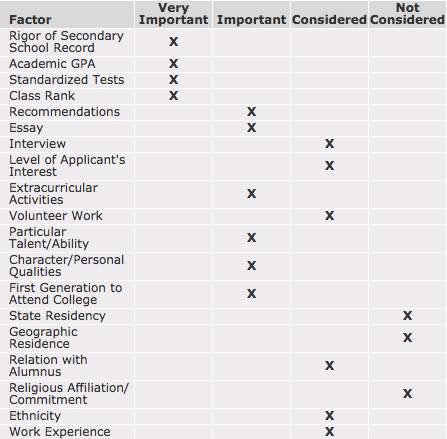 Factor Very Important Important Considered Not Considered
Rigor of Secondary School Record X
Academic GPA X
Standardized Tests X
Class Rank X
Recommendations X
Essay X
Interview X
Level of Applicant's Interest X
Extracurricular Activities X
Volunteer Work X
Particular Talent/Ability X
Character/Personal Qualities X
First Generation to Attend College X
State Residency X
Geographic Residence X
Relation with Alumnus X
Religious Affiliation/ Commitment X
Ethnicity X
Work Experience X